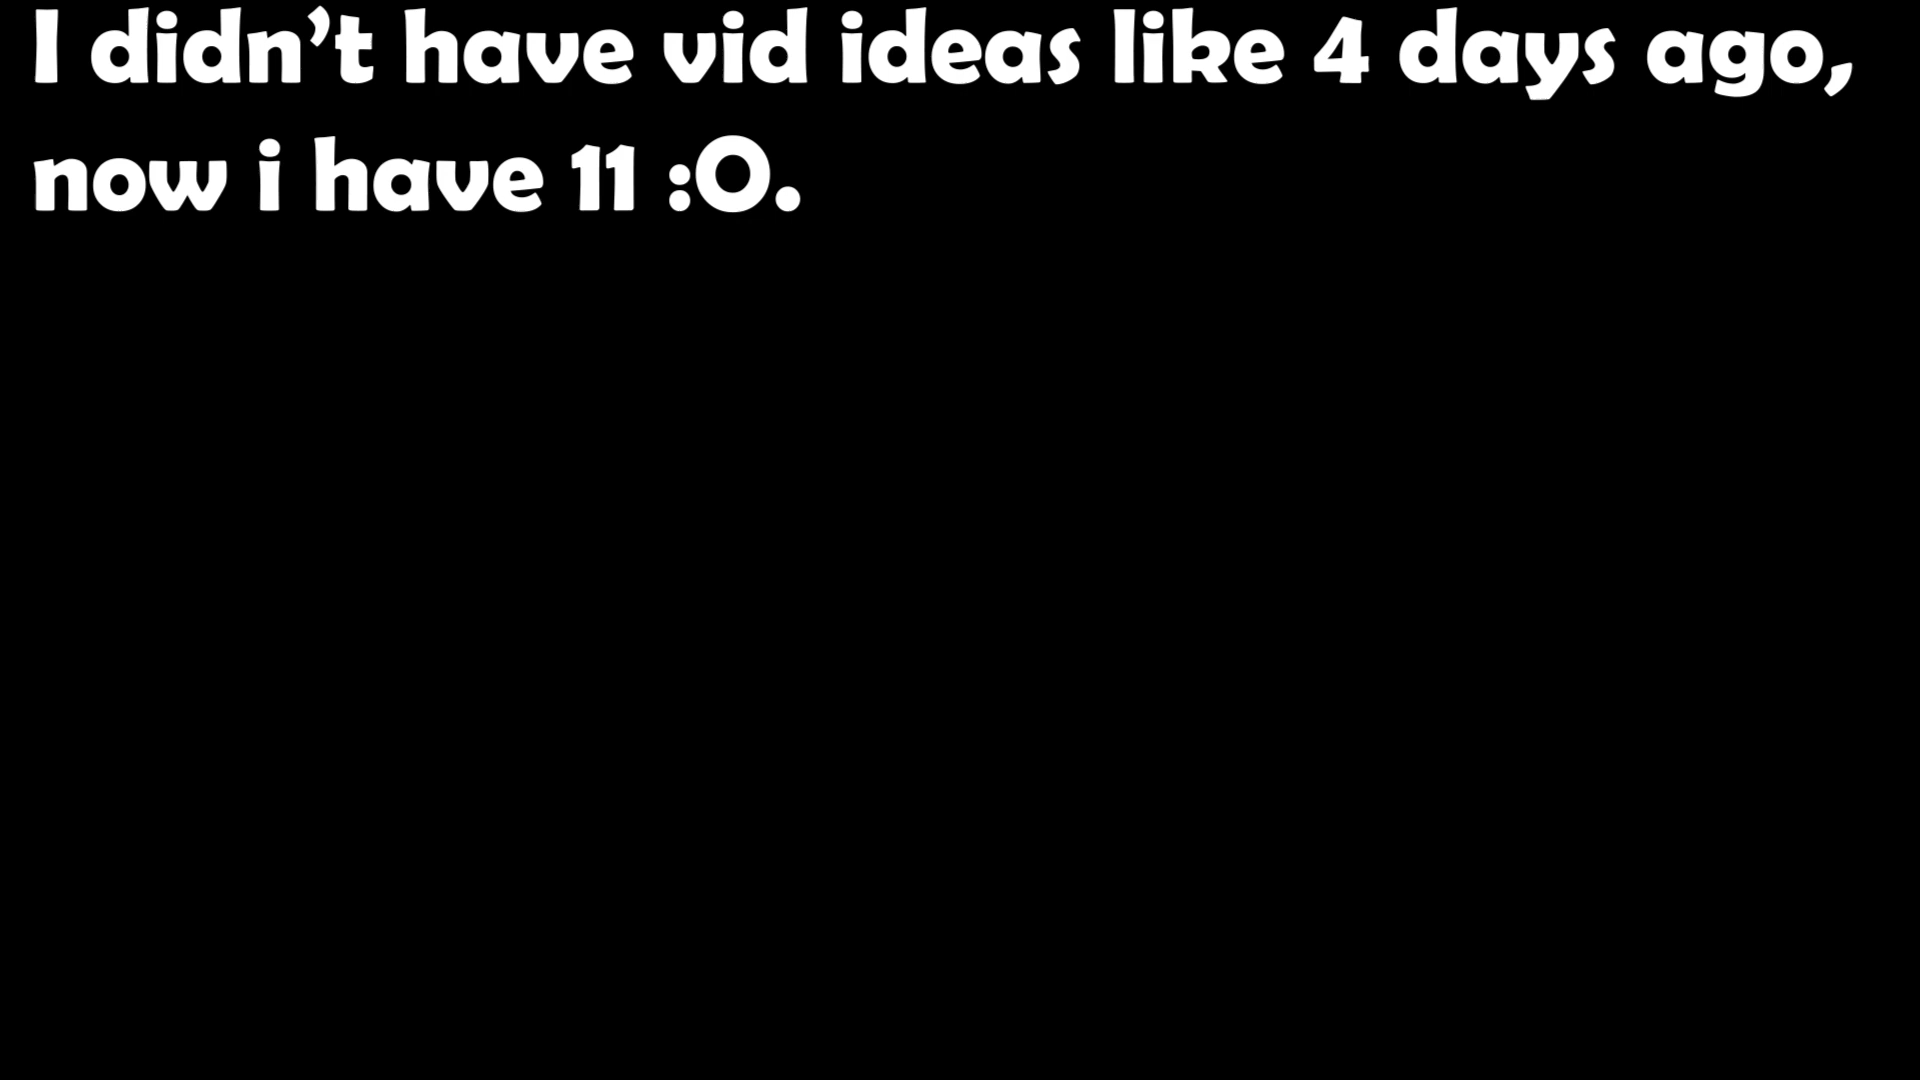 I didn’t have vid ideas like 4 days ago,
now i have 11 :O.